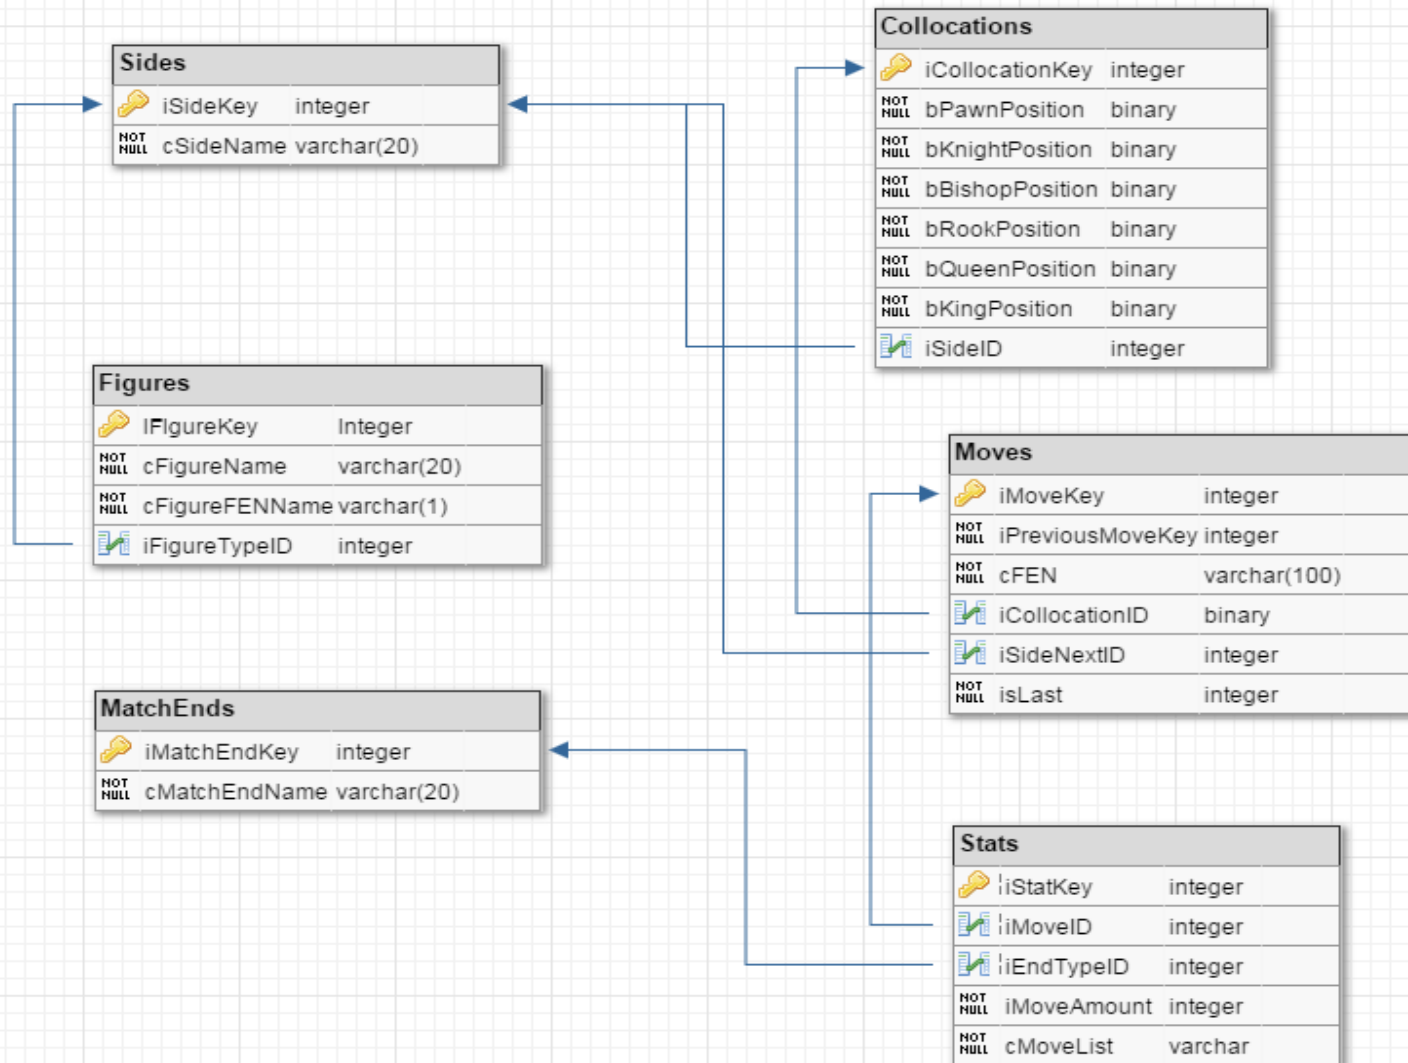 Sides
iSideKey integer
NOT NULL cSideName varchar(20)
Collocations
iCollocationKey integer
NOT NULL bPawnPosition binary
NOT NULL bKnightPosition binary
NOT NULL bBishopPosition binary
NOT NULL bRookPosition binary
NOT NULL bQueenPosition binary
NOT NULL bKingPosition binary
iSideID integer
Figures
iFigureKey integer
NOT NULL cFigureName varchar(20)
NOT NULL cFigureFENName varchar(1)
iFigureTypeID integer
Moves
iMoveKey integer
NOT NULL iPreviousMoveKey integer
NOT NULL cFEN varchar(100)
iCollocationID binary
iSideNextID integer
NOT NULL isLast integer
MatchEnds
iMatchEndKey integer
NOT NULL cMatchEndName varchar(20)
Stats
iStatKey integer
iMoveID integer
iEndTypeID integer
NOT NULL iMoveAmount integer
NOT NULL cMoveList varchar